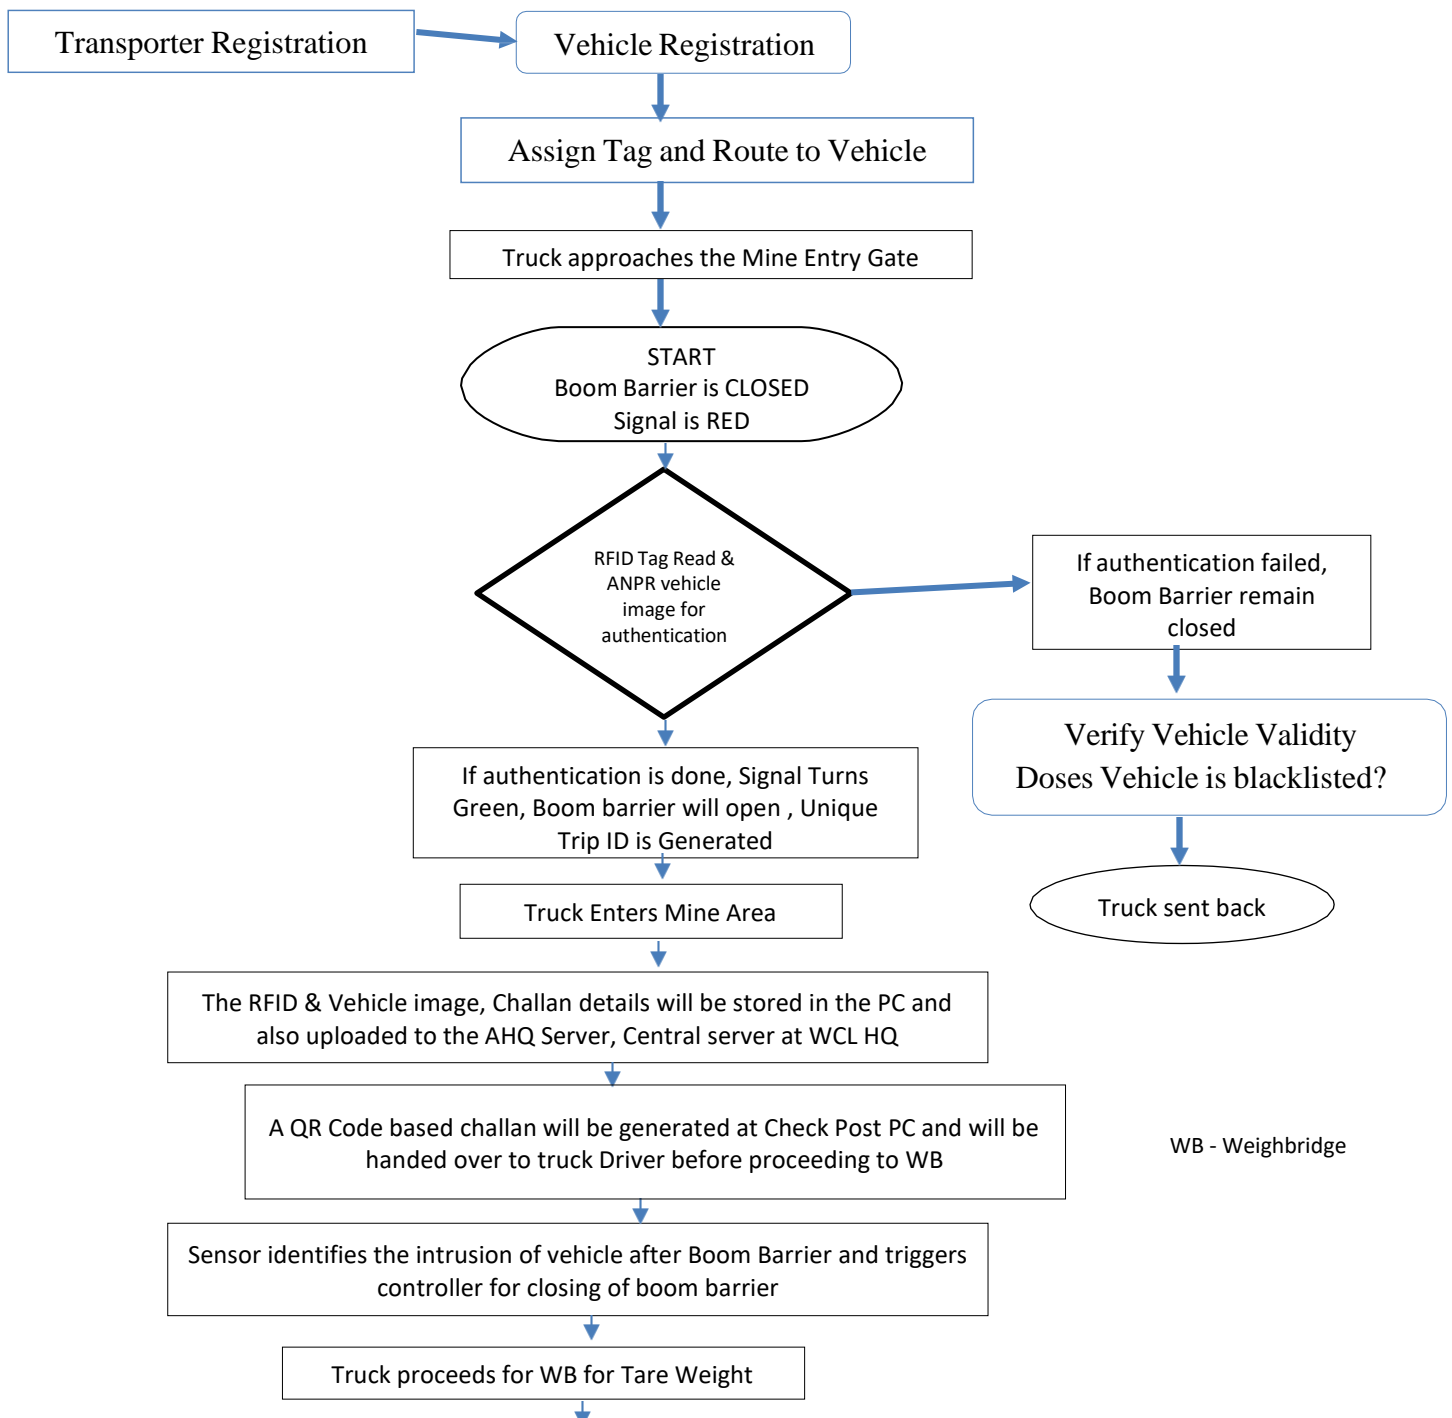 Transporter Registration
Vehicle Registration
Assign Tag and Route to Vehicle
Truck approaches the Mine Entry Gate
START
Boom Barrier is CLOSED
Signal is RED
RFID Tag Read &
ANPR vehicle
image for
authentication
If authentication failed,
Boom Barrier remain
closed
Verify Vehicle Validity
Doses Vehicle is blacklisted?
Truck sent back
If authentication is done, Signal Turns
Green, Boom barrier will open , Unique
Trip ID is Generated
Truck Enters Mine Area
The RFID & Vehicle image, Challan details will be stored in the PC and
also uploaded to the AHQ Server, Central server at WCL HQ
A QR Code based challan will be generated at Check Post PC and will be
handed over to truck Driver before proceeding to WB
WB - Weighbridge
Sensor identifies the intrusion of vehicle after Boom Barrier and triggers
controller for closing of boom barrier
Truck proceeds for WB for Tare Weight